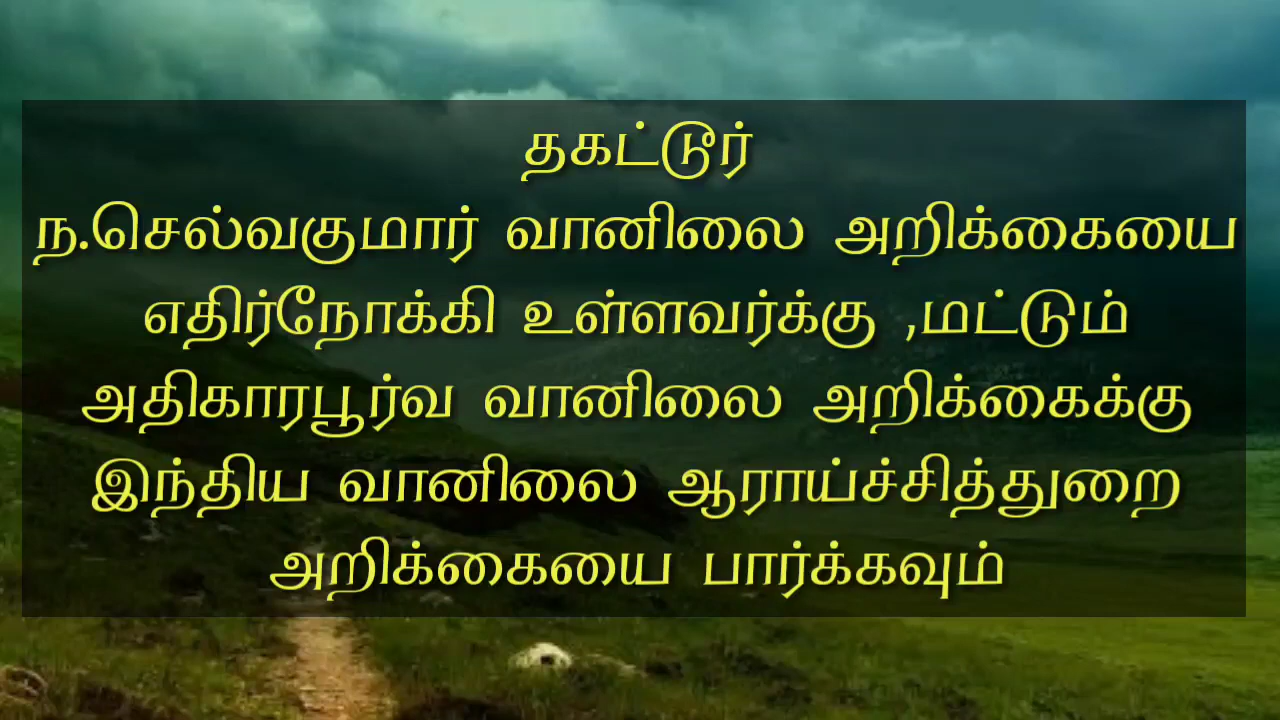 தகட்டூர்
ந.செல்வகுமார் வானிலை அறிக்கையை
எதிர்நோக்கி உள்ளவர்க்கு ,மட்டும்
அதிகாரபூர்வ வானிலை அறிக்கைக்கு
இந்திய வானிலை ஆராய்ச்சித்துறை
அறிக்கையை பார்க்கவும்